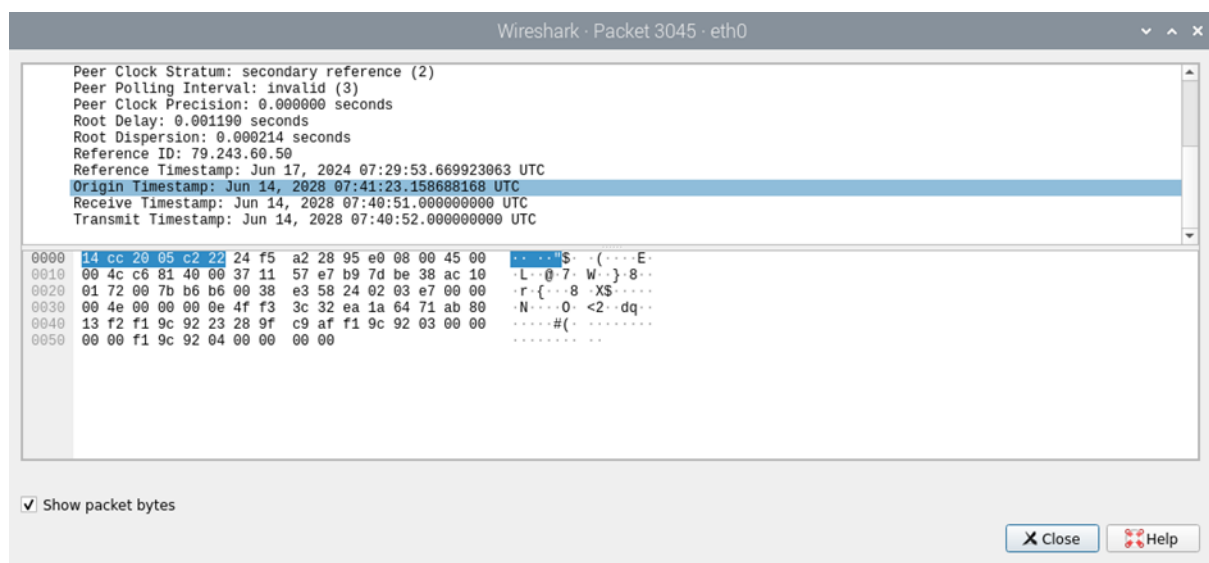 Wireshark · Packet 3045 · eth0
Peer Clock Stratum: secondary reference (2)
Peer Polling Interval: invalid (3)
Peer Clock Precision: 0.000000 seconds
Root Delay: 0.001190 seconds
Root Dispersion: 0.000214 seconds
Reference ID: 79.243.60.50
Reference Timestamp: Jun 17, 2024 07:29:53.669923063 UTC
Origin Timestamp: Jun 14, 2028 07:41:23.158688168 UTC
Receive Timestamp: Jun 14, 2028 07:40:51.000000000 UTC
Transmit Timestamp: Jun 14, 2028 07:40:52.000000000 UTC
0000 14 cc 20 05 c2 22 24 f5 a2 28 95 e0 08 00 45 00 ·· ··"$· ·(····E·
0010 00 4c c6 81 40 00 37 11 57 e7 b9 7d be 38 ac 10 ·L··@·7· W··}·8··
0020 01 72 00 7b b6 b6 00 38 e3 58 24 02 03 e7 00 00 ·r·{···8 ·X$·····
0030 00 4e 00 00 00 0e 4f f3 3c 32 ea 1a 64 71 ab 80 ·N····O· <2··dq··
0040 13 f2 f1 9c 92 23 28 9f c9 af f1 9c 92 03 00 00 ·····#(· ········
0050 00 00 f1 9c 92 04 00 00 00 00 ········ ··
Show packet bytes
Close
Help